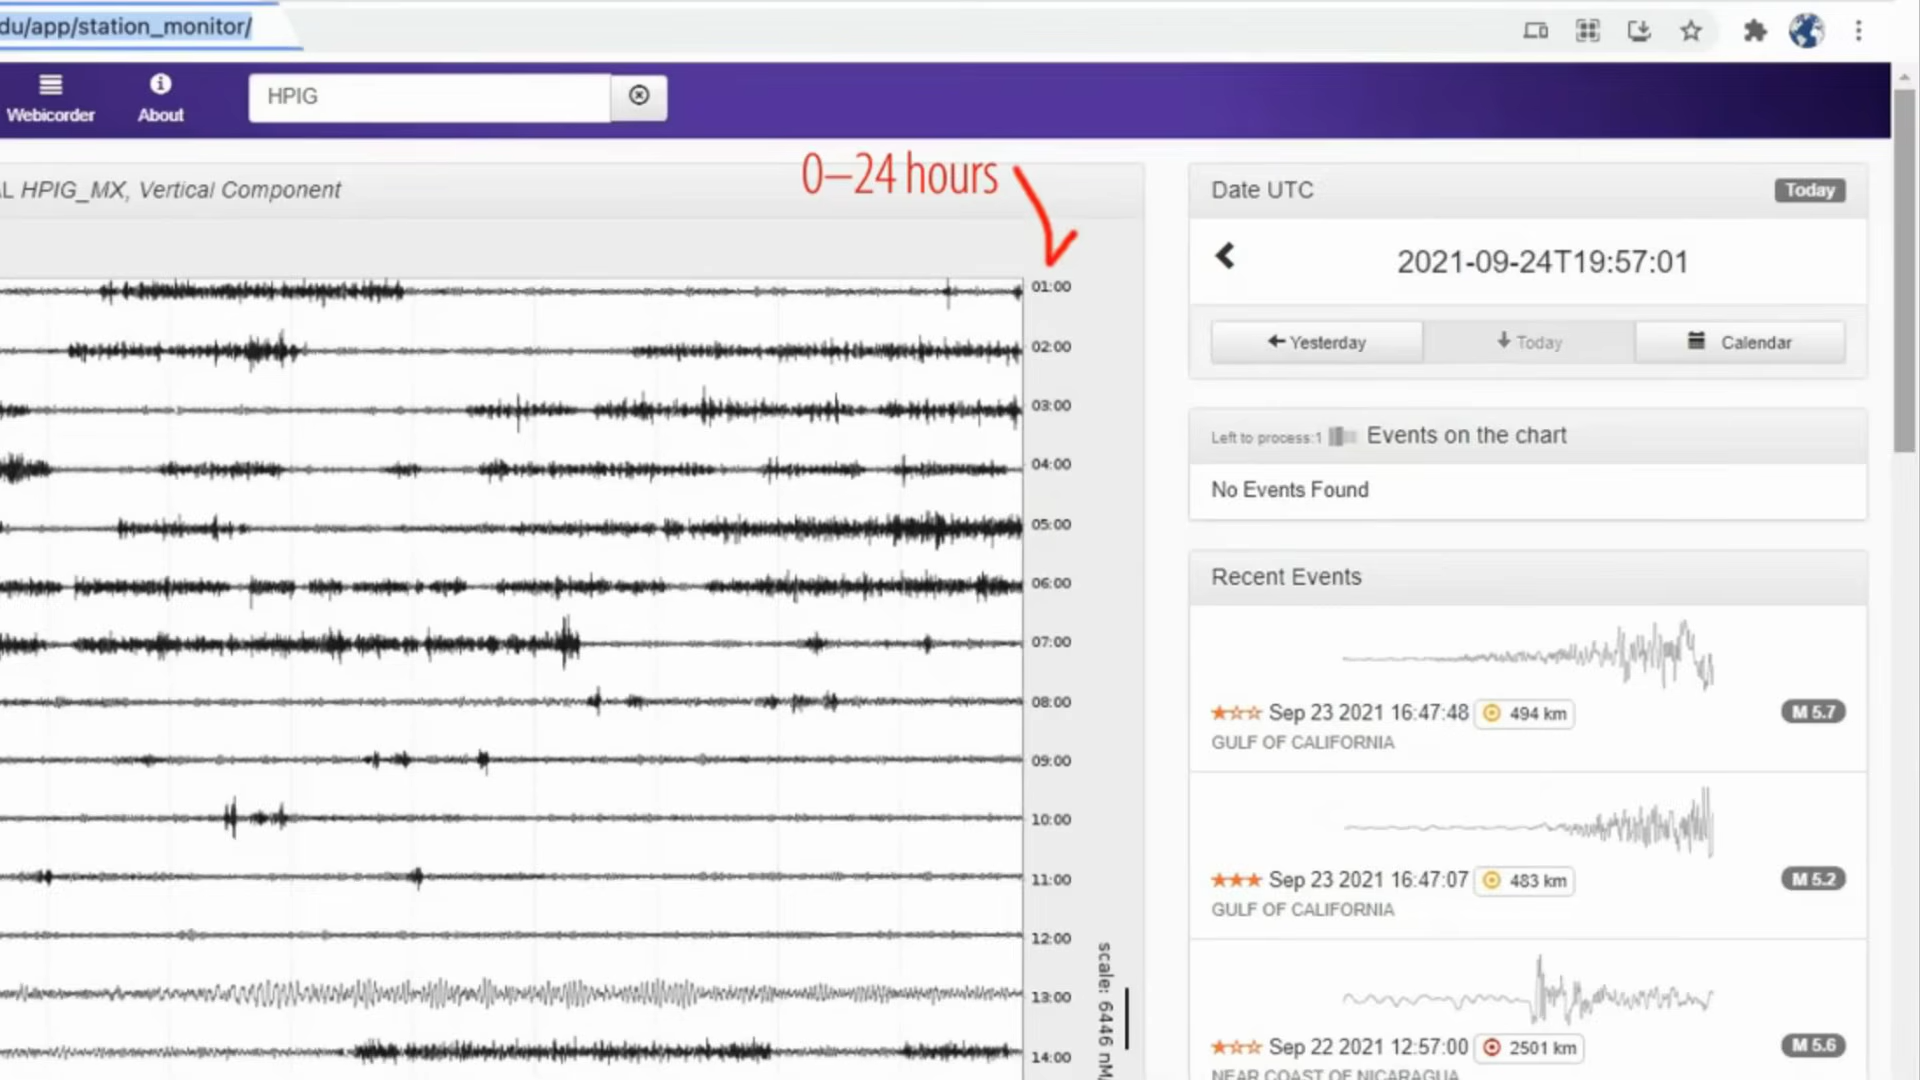 du/app/station_monitor/
Webicorder
About
HPIG
0–24 hours
AL HPIG_MX, Vertical Component
01:00
02:00
03:00
04:00
05:00
06:00
07:00
08:00
09:00
10:00
11:00
12:00
13:00
14:00
scale: 6446 nM/
Date UTC
Today
2021-09-24T19:57:01
Yesterday
Today
Calendar
Left to process:1 Events on the chart
No Events Found
Recent Events
Sep 23 2021 16:47:48 494 km M 5.7
GULF OF CALIFORNIA
Sep 23 2021 16:47:07 483 km M 5.2
GULF OF CALIFORNIA
Sep 22 2021 12:57:00 2501 km M 5.6
NEAR COAST OF NICARAGUA